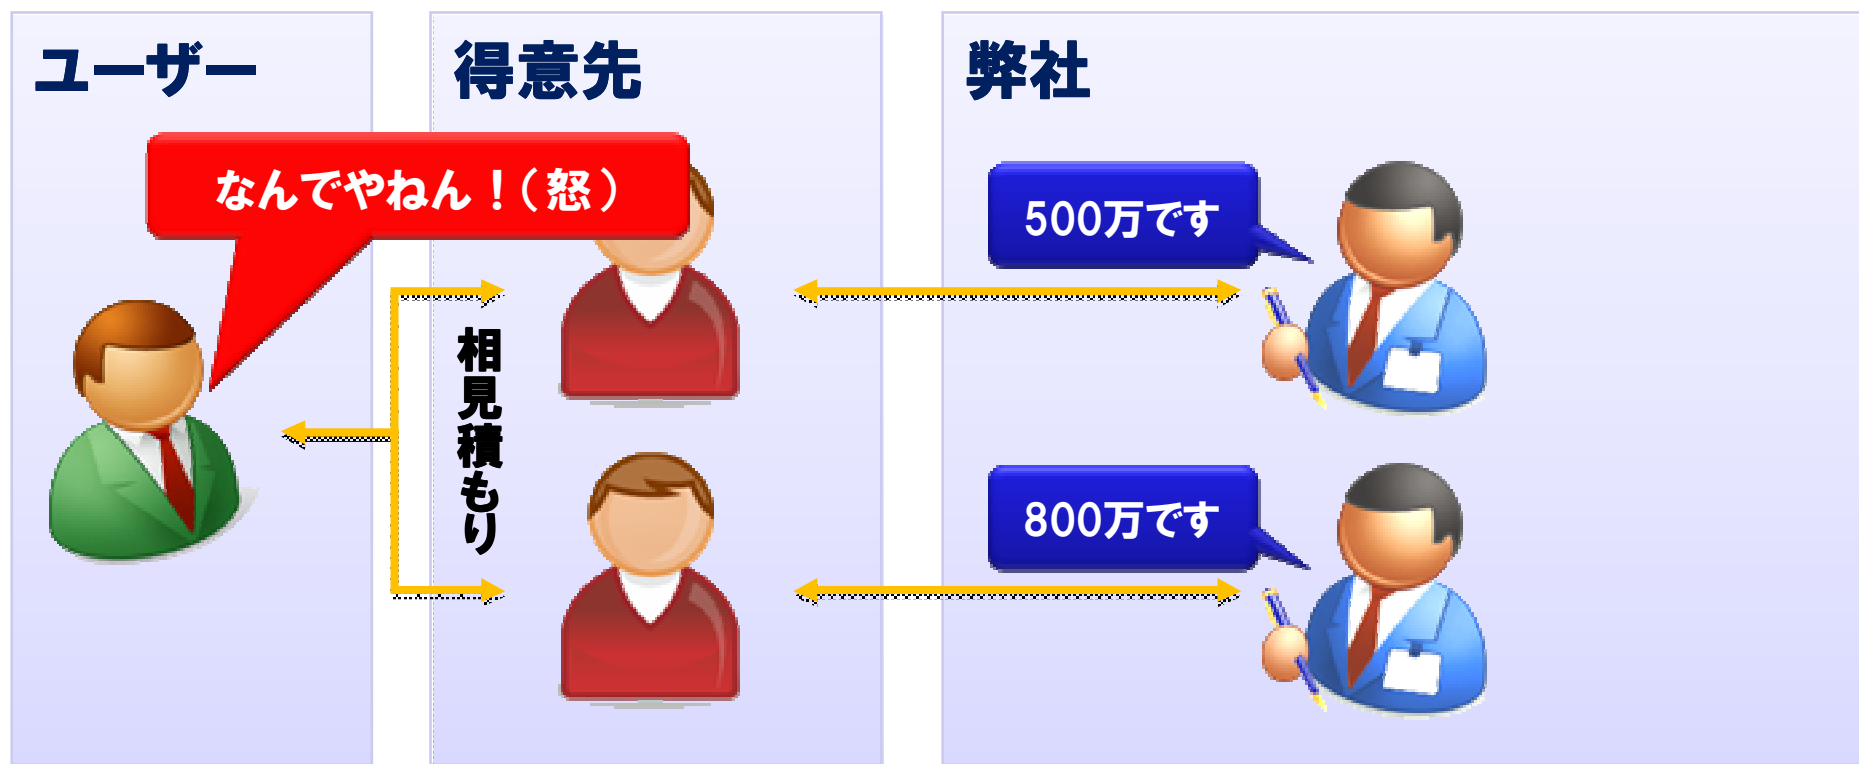 ユーザー
得意先
弊社
なんでやねん！（怒）
500万です
相見積もり
800万です